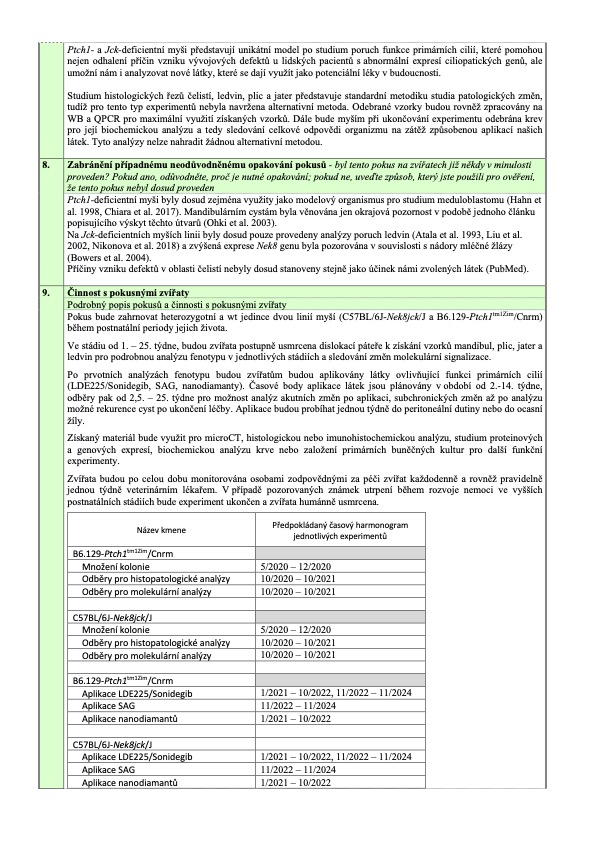 Ptch1- a Jck-deficientní myši představují unikátní model po studium poruch funkce primárních cilií, které pomohou
nejen odhalení příčin vzniku vývojových defektů u lidských pacientů s abnormální expresí ciliopatických genů, ale
umožní nám i analyzovat nové látky, které se dají využít jako potenciální léky v budoucnosti.
Studium histologických řezů čelistí, ledvin, plic a jater představuje standardní metodiku studia patologických změn,
tudíž pro tento typ experimentů nebyla navržena alternativní metoda. Odebrané vzorky budou rovněž zpracovány na
WB a QPCR pro maximální využití získaných vzorků. Dále bude myším při ukončování experimentu odebrána krev
pro její biochemickou analýzu a tedy sledování celkové odpovědi organizmu na zátěž způsobenou aplikací našich
látek. Tyto analýzy nelze nahradit žádnou alternativní metodou.
8. Zabránění případnému neodůvodněnému opakování pokusů - byl tento pokus na zvířatech již někdy v minulosti
proveden? Pokud ano, odůvodněte, proč je nutné opakování; pokud ne, uveďte způsob, který jste použili pro ověření,
že tento pokus nebyl dosud proveden
Ptch1-deficientní myši byly dosud zejména využity jako modelový organismus pro studium meduloblastomu (Hahn et
al. 1998, Chiara et al. 2017). Mandibulárním cystám byla věnována jen okrajová pozornost v podobě jednoho článku
popisujícího výskyt těchto útvarů (Ohki et al. 2003).
Na Jck-deficientních myších linii byly dosud pouze provedeny analýzy poruch ledvin (Atala et al. 1993, Liu et al.
2002, Nikonova et al. 2018) a zvýšená exprese Nek8 genu byla pozorována v souvislosti s nádory mléčné žlázy
(Bowers et al. 2004).
Příčiny vzniku defektů v oblasti čelistí nebyly dosud stanoveny stejně jako účinek námi zvolených látek (PubMed).
9. Činnost s pokusnými zvířaty
Podrobný popis pokusů a činnosti s pokusnými zvířaty
Pokus bude zahrnovat heterozygotní a wt jedince dvou linií myší (C57BL/6J-Nek8jck/J a B6.129-Ptch1tm1Zim/Cnrm)
během postnatální periody jejich života.
Ve stádiu od 1. – 25. týdne, budou zvířata postupně usmrcena dislokací páteře k získání vzorků mandibul, plic, jater a
ledvin pro podrobnou analýzu fenotypu v jednotlivých stádiích a sledování změn molekulární signalizace.
Po prvotních analýzách fenotypu budou zvířatům budou aplikovány látky ovlivňující funkci primární cilie
(LDE225/Sonidegib, SAG, nanodiamanty). Časové body aplikace látek jsou plánovány v období od 2.-14. týdne,
odběry pak od 2,5. – 25. týdne pro možnost analýz akutních změn po aplikaci, subchronických změn až po analýzu
možné rekurence cyst po ukončení léčby. Aplikace budou probíhat jednou týdně do peritoneální dutiny nebo do ocasní
žíly.
Získaný materiál bude využit pro microCT, histologickou nebo imunohistochemickou analýzu, studium proteinových
a genových expresí, biochemickou analýzu krve nebo založení primárních buněčných kultur pro další funkční
experimenty.
Zvířata budou po celou dobu monitorována osobami zodpovědnými za péči zvířat každodenně a rovněž pravidelně
jednou týdně veterinárním lékařem. V případě pozorovaných známek utrpení během rozvoje nemoci ve vyšších
postnatálních stádiích bude experiment ukončen a zvířata humánně usmrcena.
Název kmene Předpokládaný časový harmonogram
jednotlivých experimentů
B6.129-Ptch1tm1Zim/Cnrm
Množení kolonie 5/2020 – 12/2020
Odběry pro histopatologické analýzy 10/2020 – 10/2021
Odběry pro molekulární analýzy 10/2020 – 10/2021
C57BL/6J-Nek8jck/J
Množení kolonie 5/2020 – 12/2020
Odběry pro histopatologické analýzy 10/2020 – 10/2021
Odběry pro molekulární analýzy 10/2020 – 10/2021
B6.129-Ptch1tm1Zim/Cnrm
Aplikace LDE225/Sonidegib 1/2021 – 10/2022, 11/2022 – 11/2024
Aplikace SAG 11/2022 – 11/2024
Aplikace nanodiamantů 1/2021 – 10/2022
C57BL/6J-Nek8jck/J
Aplikace LDE225/Sonidegib 1/2021 – 10/2022, 11/2022 – 11/2024
Aplikace SAG 11/2022 – 11/2024
Aplikace nanodiamantů 1/2021 – 10/2022